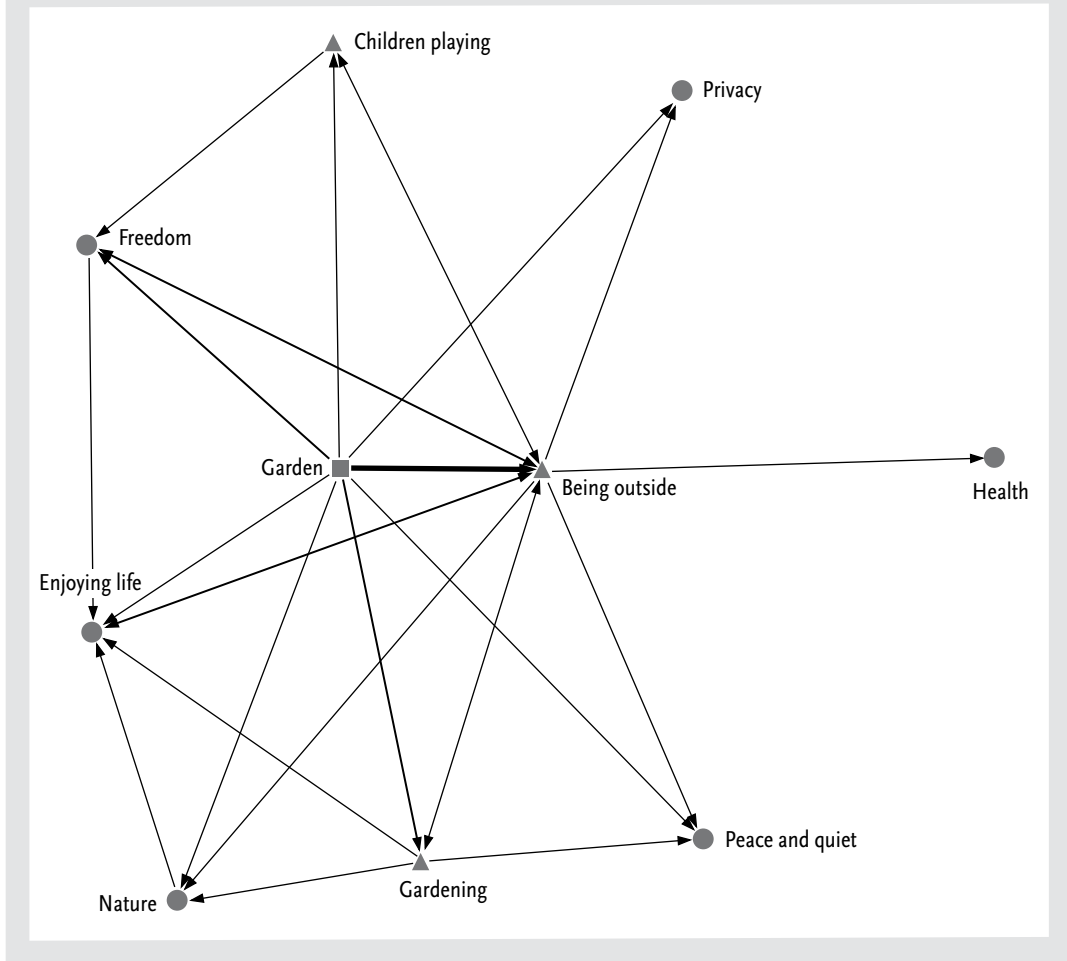 Children playing
Privacy
Freedom
Garden
Being outside
Health
Enjoying life
Peace and quiet
Gardening
Nature